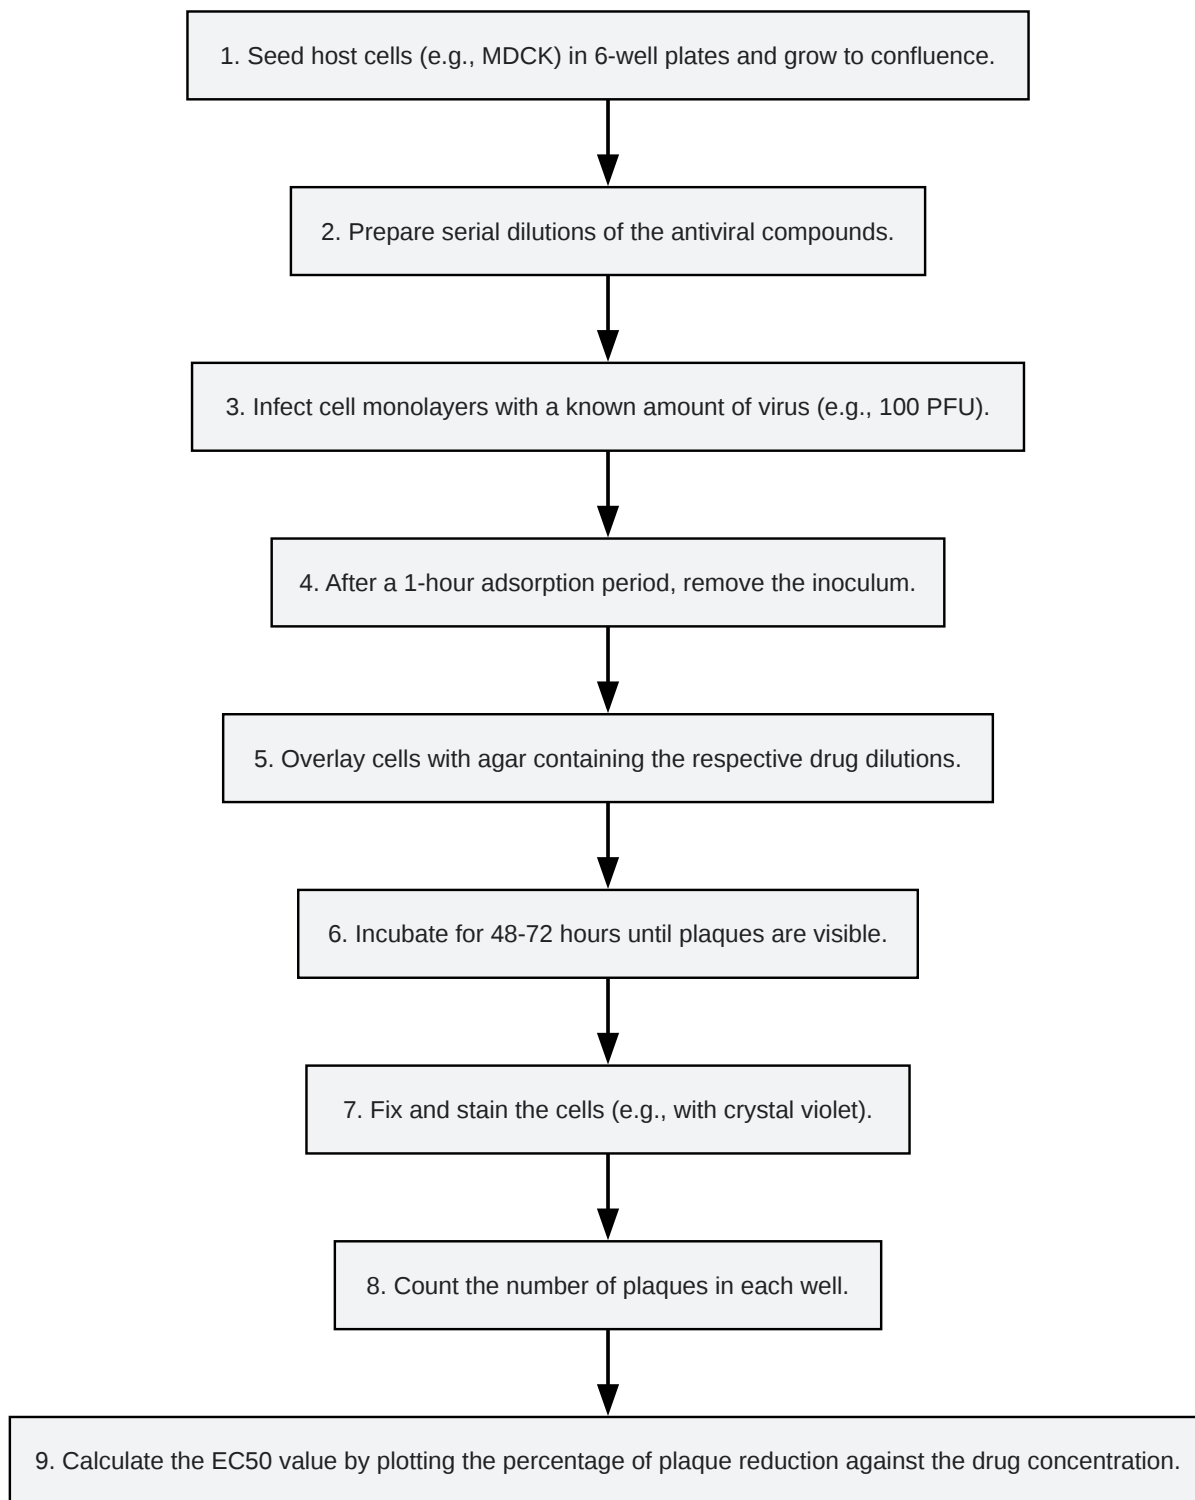 1. Seed host cells (e.g., MDCK) in 6-well plates and grow to confluence.
2. Prepare serial dilutions of the antiviral compounds.
3. Infect cell monolayers with a known amount of virus (e.g., 100 PFU).
4. After a 1-hour adsorption period, remove the inoculum.
5. Overlay cells with agar containing the respective drug dilutions.
6. Incubate for 48-72 hours until plaques are visible.
7. Fix and stain the cells (e.g., with crystal violet).
8. Count the number of plaques in each well.
9. Calculate the EC50 value by plotting the percentage of plaque reduction against the drug concentration.